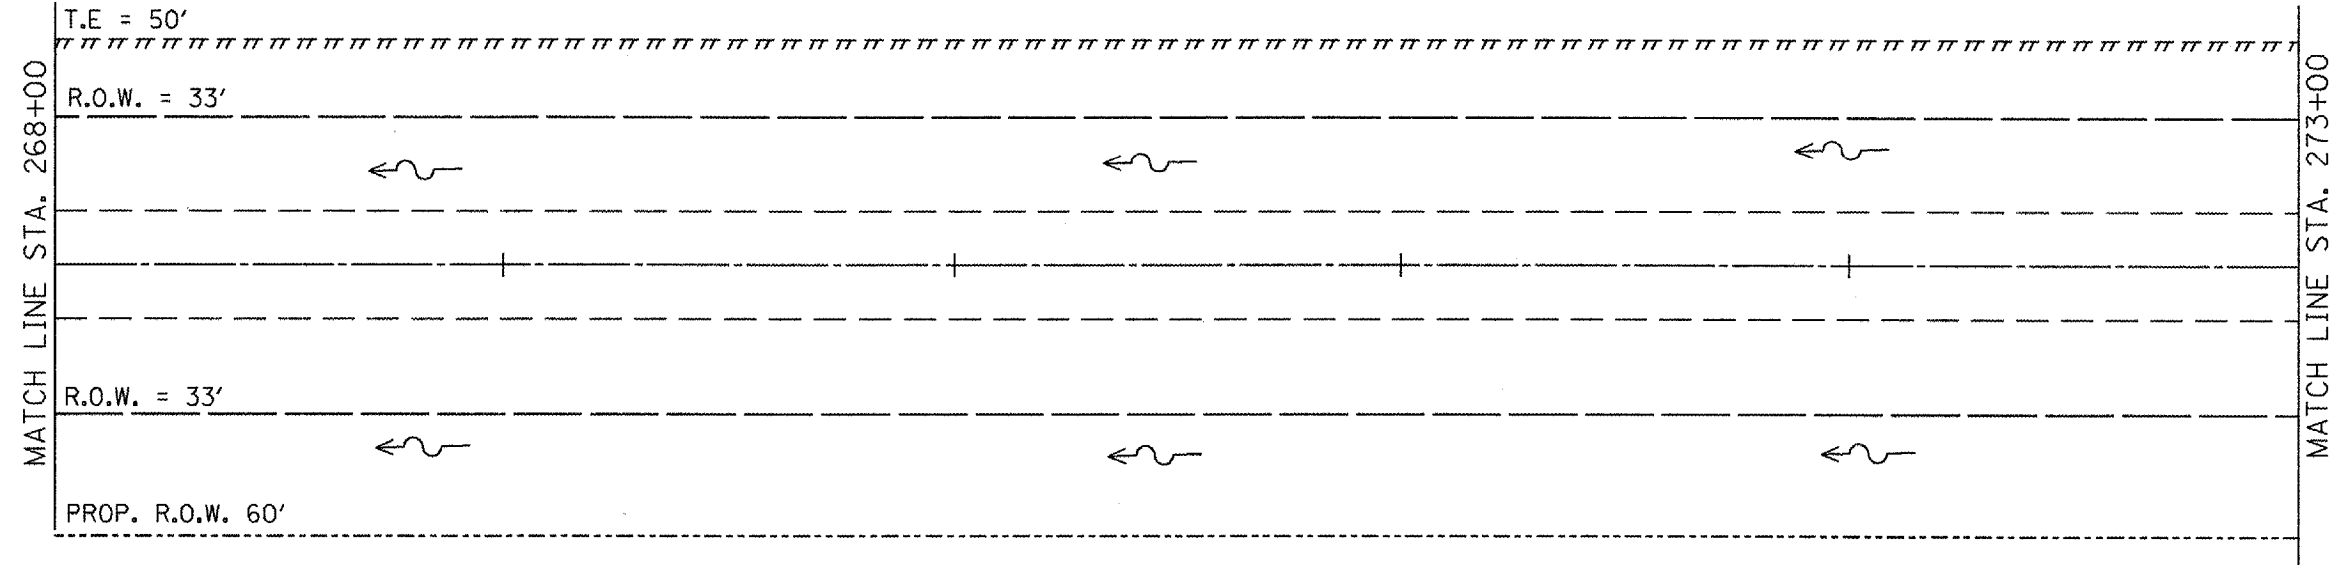 T.E = 50'
R.O.W. = 33'
MATCH LINE STA. 268+00
MATCH LINE STA. 273+00
R.O.W. = 33'
PROP. R.O.W. 60'